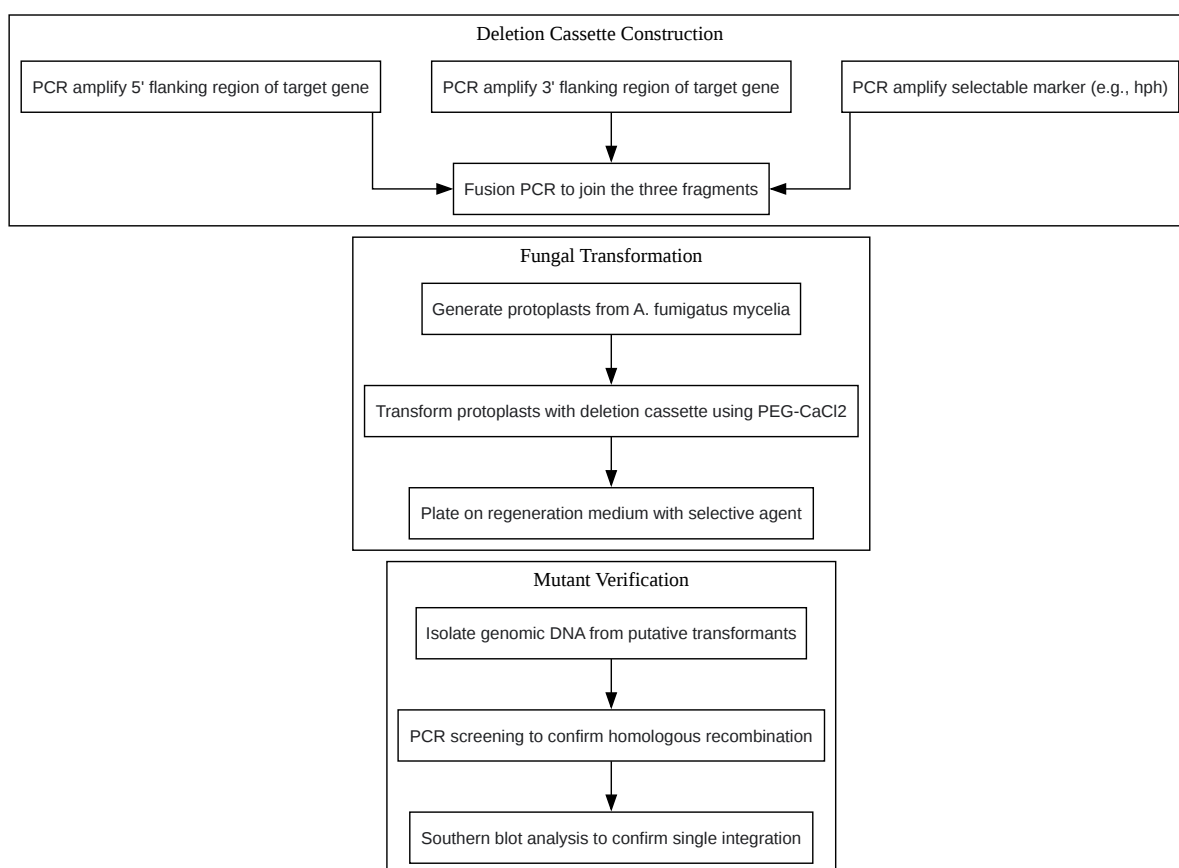 Deletion Cassette Construction
PCR amplify 5' flanking region of target gene
PCR amplify 3' flanking region of target gene
PCR amplify selectable marker (e.g., hph)
Fusion PCR to join the three fragments
Fungal Transformation
Generate protoplasts from A. fumigatus mycelia
Transform protoplasts with deletion cassette using PEG-CaCl2
Plate on regeneration medium with selective agent
Mutant Verification
Isolate genomic DNA from putative transformants
PCR screening to confirm homologous recombination
Southern blot analysis to confirm single integration